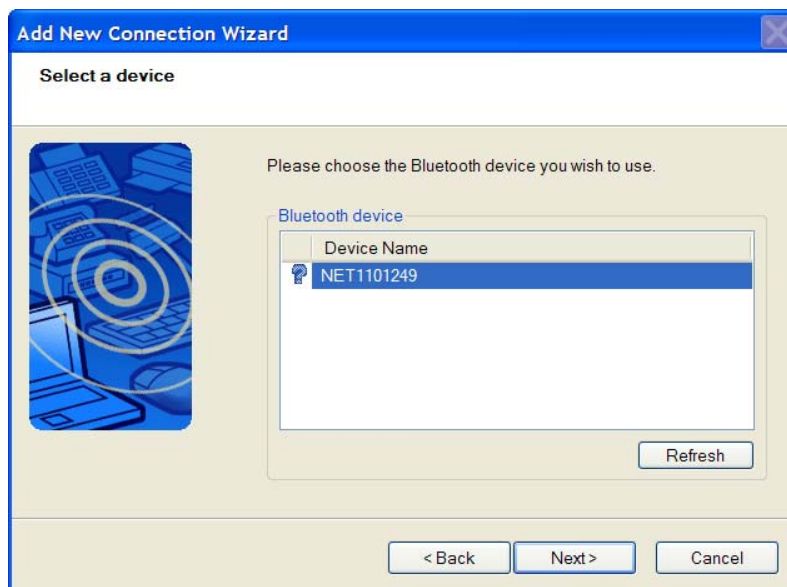 Add New Connection Wizard
Select a device
Please choose the Bluetooth device you wish to use.
Bluetooth device
Device Name
NET1101249
Refresh
< Back
Next >
Cancel